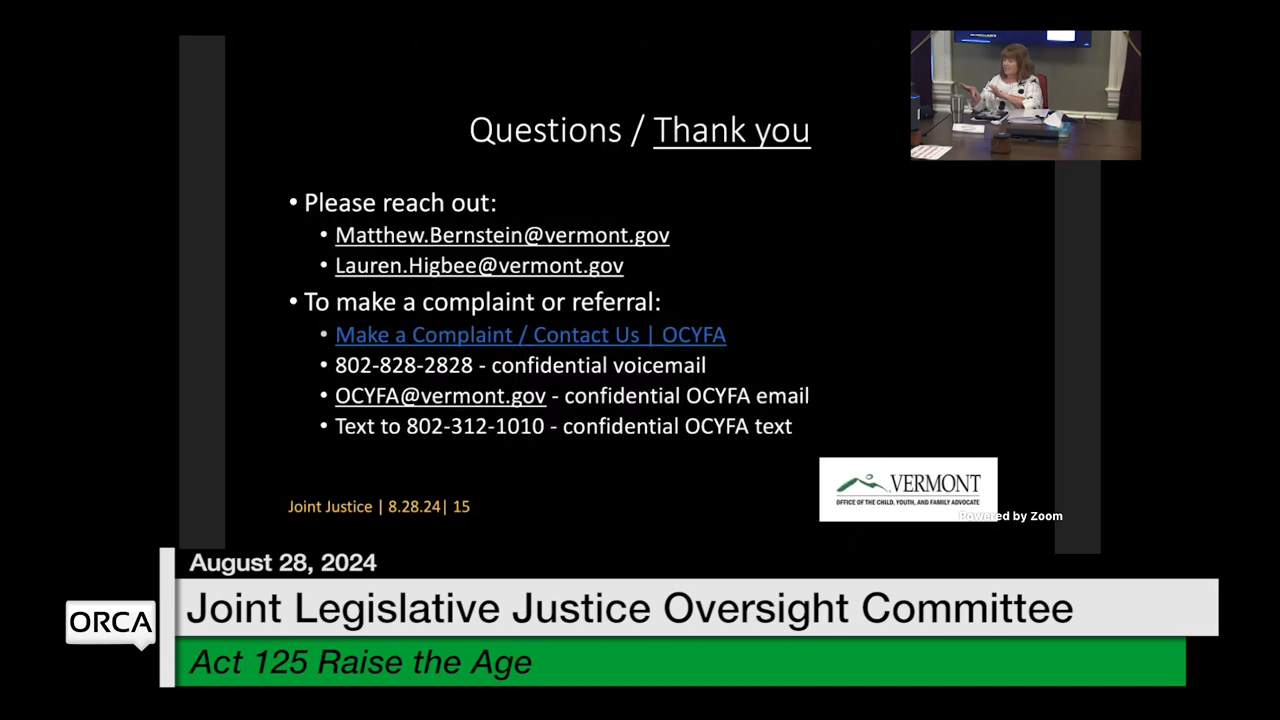 Questions / Thank you
• Please reach out:
• Matthew.Bernstein@vermont.gov
• Lauren.Higbee@vermont.gov
• To make a complaint or referral:
• Make a Complaint / Contact Us | OCYFA
• 802-828-2828 - confidential voicemail
• OCYFA@vermont.gov - confidential OCYFA email
• Text to 802-312-1010 - confidential OCYFA text
VERMONT
OFFICE OF THE CHILD, YOUTH, AND FAMILY ADVOCATE
Joint Justice | 8.28.24| 15
Powered by Zoom
August 28, 2024
ORCA
Joint Legislative Justice Oversight Committee
Act 125 Raise the Age